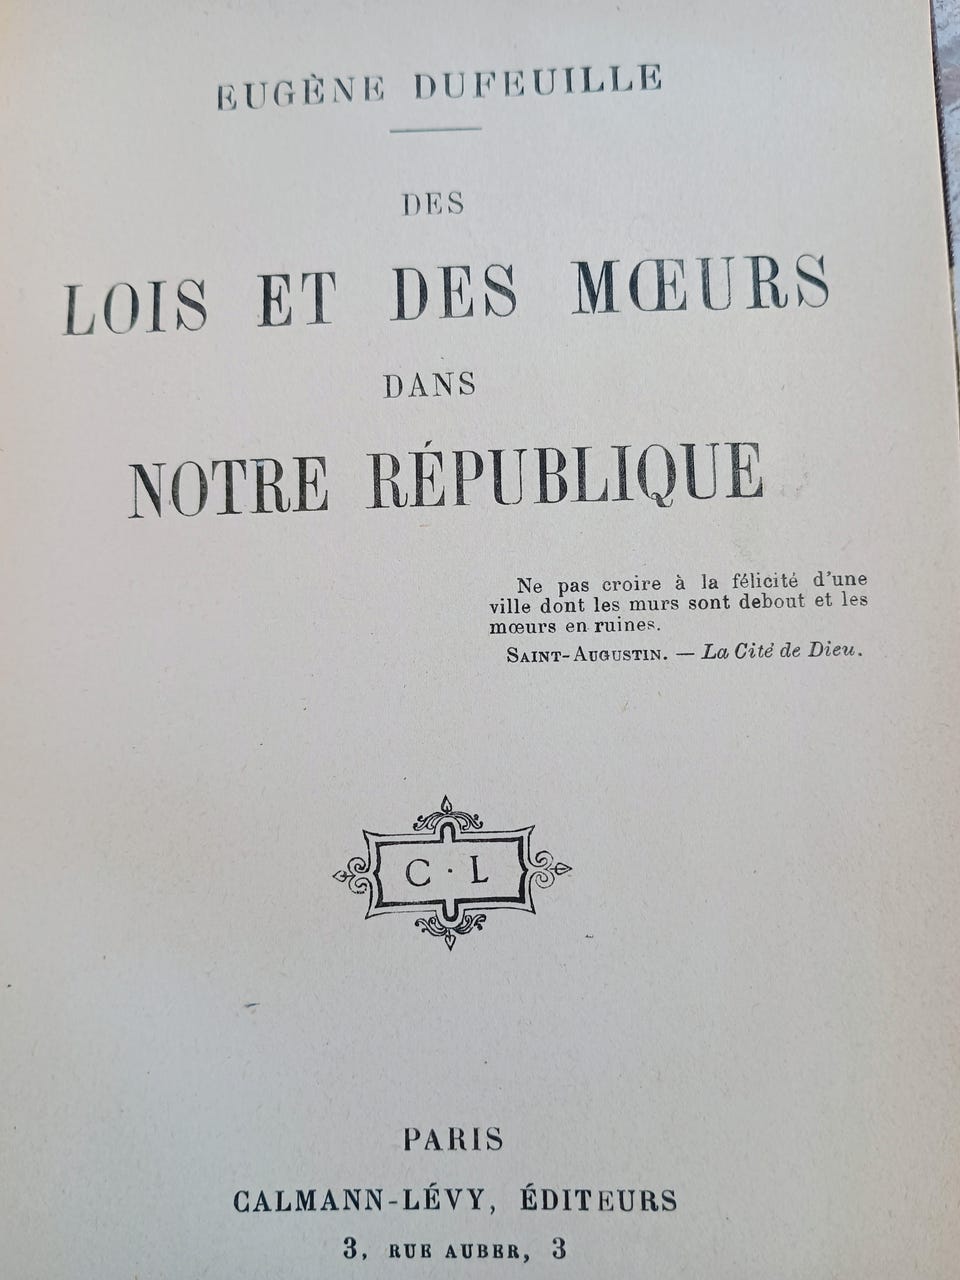 EUGÈNE DUFEUILLE
DES
LOIS ET DES MŒURS
DANS
NOTRE RÉPUBLIQUE
Ne pas croire à la félicité d'une
ville dont les murs sont debout et les
mœurs en ruines.
SAINT-AUGUSTIN. — La Cité de Dieu.
C · L
PARIS
CALMANN-LÉVY, ÉDITEURS
3, RUE AUBER, 3